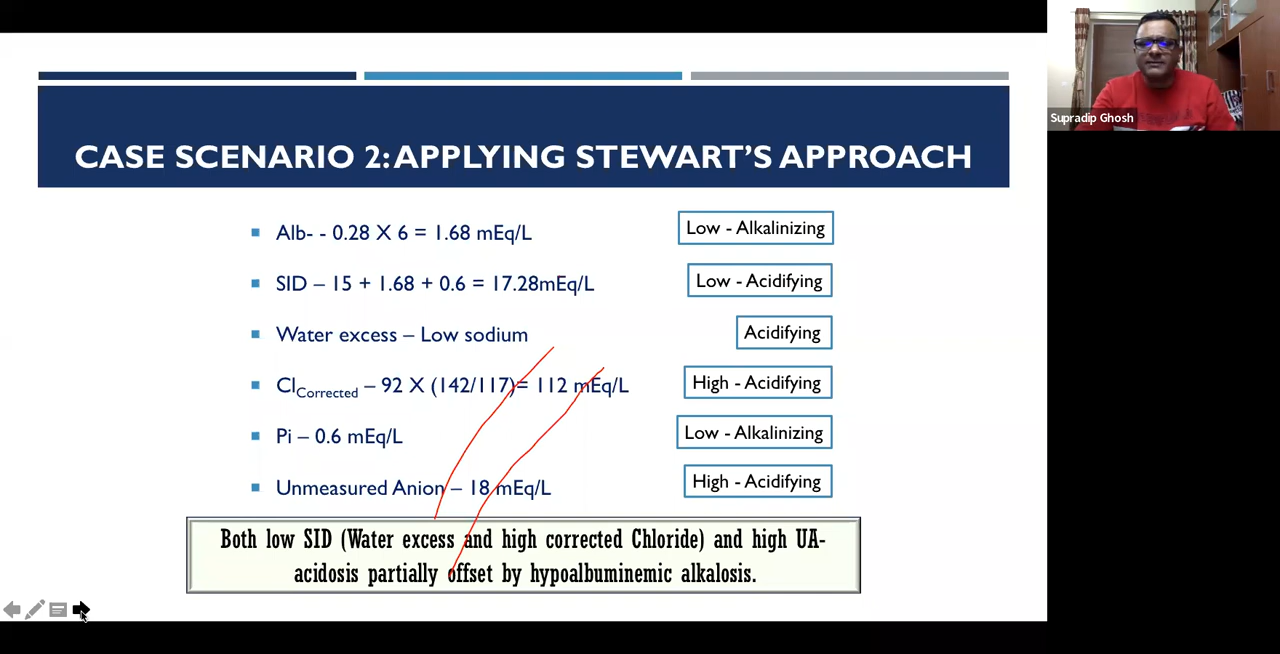 CASE SCENARIO 2: APPLYING STEWART'S APPROACH
Alb- - 0.28 X 6 = 1.68 mEq/L
Low - Alkalinizing
SID – 15 + 1.68 + 0.6 = 17.28mEq/L
Low - Acidifying
Water excess – Low sodium
Acidifying
ClCorrected – 92 X (142/117)= 112 mEq/L
High - Acidifying
Pi – 0.6 mEq/L
Low - Alkalinizing
Unmeasured Anion – 18 mEq/L
High - Acidifying
Both low SID (Water excess and high corrected Chloride) and high UA-
acidosis partially offset by hypoalbuminemic alkalosis.
Supradip Ghosh